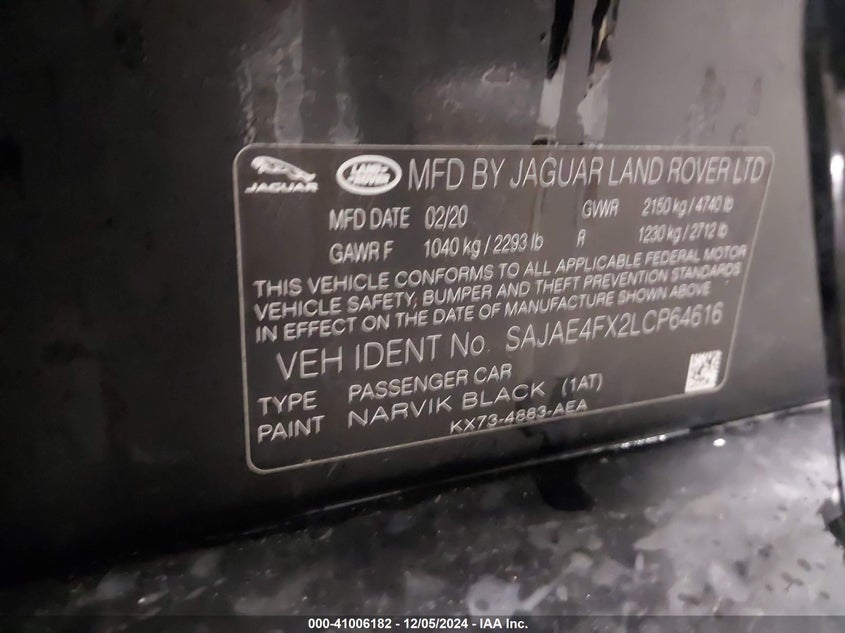 JAGUAR LAND ROVER MFD BY JAGUAR LAND ROVER LTD
MFD DATE 02/20 GVWR 2150 kg / 4740 lb
GAWR F 1040 kg / 2293 lb R 1230 kg / 2712 lb
THIS VEHICLE CONFORMS TO ALL APPLICABLE FEDERAL MOTOR
VEHICLE SAFETY, BUMPER AND THEFT PREVENTION STANDARDS
IN EFFECT ON THE DATE OF MANUFACTURE SHOWN ABOVE
VEH IDENT No. SAJAE4FX2LCP64616
TYPE PASSENGER CAR
PAINT NARVIK BLACK (1AT)
KX73-4883-AEA
000-41006182 - 12/05/2024 - IAA Inc.